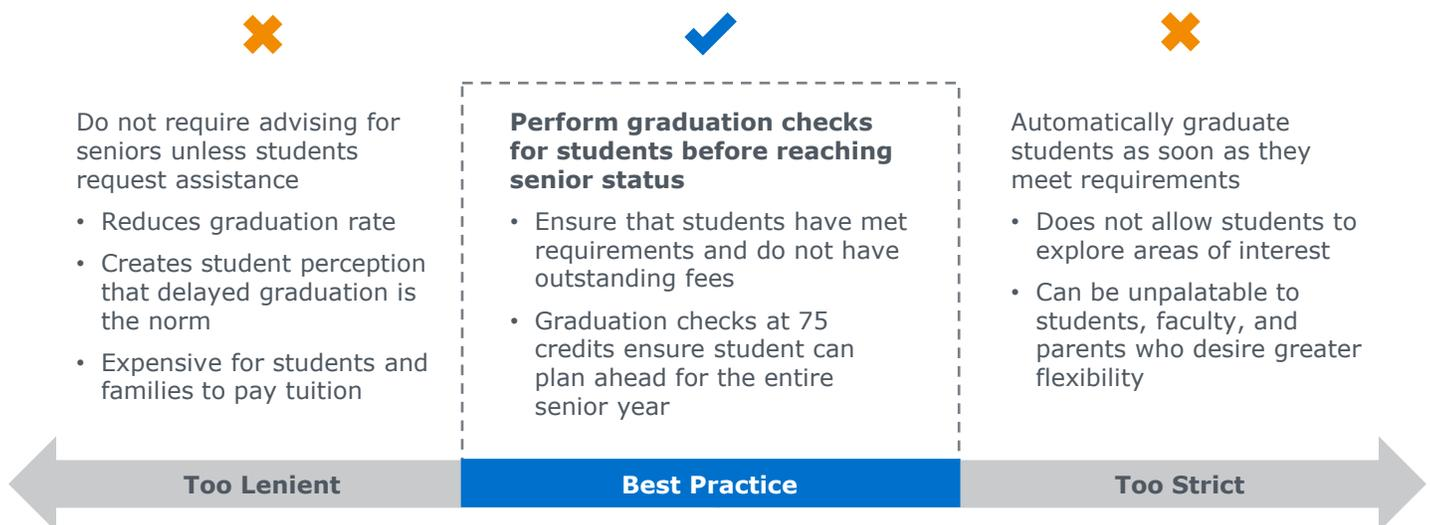 Do not require advising for
seniors unless students
request assistance
• Reduces graduation rate
• Creates student perception
that delayed graduation is
the norm
• Expensive for students and
families to pay tuition
Perform graduation checks
for students before reaching
senior status
• Ensure that students have met
requirements and do not have
outstanding fees
• Graduation checks at 75
credits ensure student can
plan ahead for the entire
senior year
Automatically graduate
students as soon as they
meet requirements
• Does not allow students to
explore areas of interest
• Can be unpalatable to
students, faculty, and
parents who desire greater
flexibility
Too Lenient
Best Practice
Too Strict